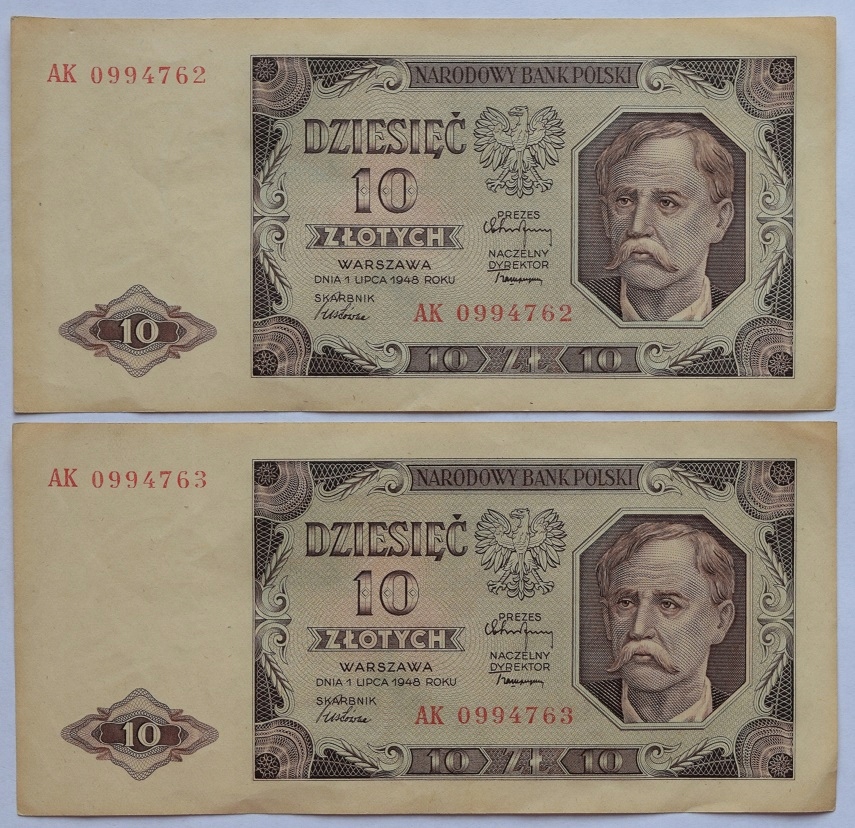 AK 0994762
NARODOWY BANK POLSKI
DZIESIĘĆ
10
ZŁOTYCH
PREZES
WARSZAWA
NACZELNY
DNIA 1 LIPCA 1948 ROKU
DYREKTOR
SKARBNIK
AK 0994762
10
10 ZŁ 10
AK 0994763
NARODOWY BANK POLSKI
DZIESIĘĆ
10
ZŁOTYCH
PREZES
WARSZAWA
NACZELNY
DNIA 1 LIPCA 1948 ROKU
DYREKTOR
SKARBNIK
AK 0994763
10
10 ZŁ 10